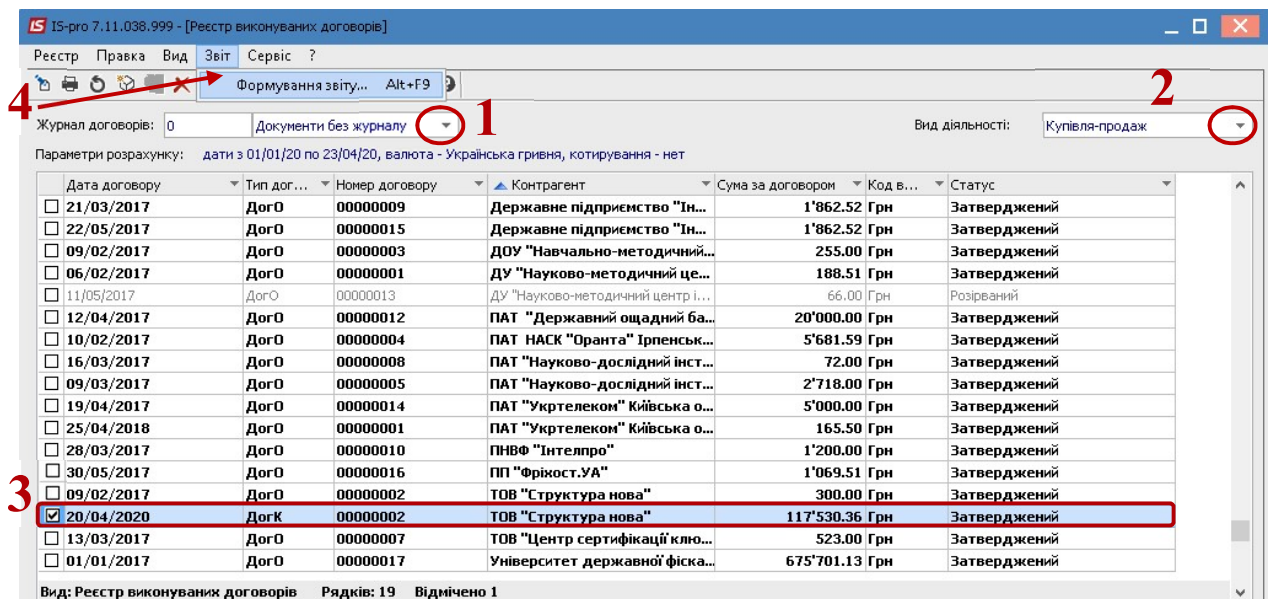 IS-pro 7.11.038.999 - [Реєстр виконуваних договорів]
Реєстр Правка Вид Звіт Сервіс ?
4 Формування звіту... Alt+F9 2
Журнал договорів: 0 Документи без журналу 1 Вид діяльності: Купівля-продаж
Параметри розрахунку: дати з 01/01/20 по 23/04/20, валюта - Українська гривня, котирування - нет
Дата договору Тип дог... Номер договору Контрагент Сума за договором Код в... Статус
21/03/2017 ДогО 00000009 Державне підприємство "Ін... 1'862.52 Грн Затверджений
22/05/2017 ДогО 00000015 Державне підприємство "Ін... 1'862.52 Грн Затверджений
09/02/2017 ДогО 00000003 ДОУ "Навчально-методичний... 255.00 Грн Затверджений
06/02/2017 ДогО 00000001 ДУ "Науково-методичний це... 188.51 Грн Затверджений
11/05/2017 ДогО 00000013 ДУ "Науково-методичний центр і... 66.00 Грн Розірваний
12/04/2017 ДогО 00000012 ПАТ "Державний ощадний ба... 20'000.00 Грн Затверджений
10/02/2017 ДогО 00000004 ПАТ НАСК "Оранта" Ірпенськ... 5'681.59 Грн Затверджений
16/03/2017 ДогО 00000008 ПАТ "Науково-дослідний інст... 72.00 Грн Затверджений
09/03/2017 ДогО 00000005 ПАТ "Науково-дослідний інст... 2'718.00 Грн Затверджений
19/04/2017 ДогО 00000014 ПАТ "Укртелеком" Київська о... 5'000.00 Грн Затверджений
25/04/2018 ДогО 00000001 ПАТ "Укртелеком" Київська о... 165.50 Грн Затверджений
28/03/2017 ДогО 00000010 ПНВФ "Інтелпро" 1'200.00 Грн Затверджений
30/05/2017 ДогО 00000016 ПП "Фріхост.УА" 1'069.51 Грн Затверджений
3 09/02/2017 ДогО 00000002 ТОВ "Структура нова" 300.00 Грн Затверджений
20/04/2020 ДогК 00000002 ТОВ "Структура нова" 117'530.36 Грн Затверджений
13/03/2017 ДогО 00000007 ТОВ "Центр сертифікації клю... 523.00 Грн Затверджений
01/01/2017 ДогО 00000017 Університет державної фіска... 675'701.13 Грн Затверджений
Вид: Реєстр виконуваних договорів Рядків: 19 Відмічено 1